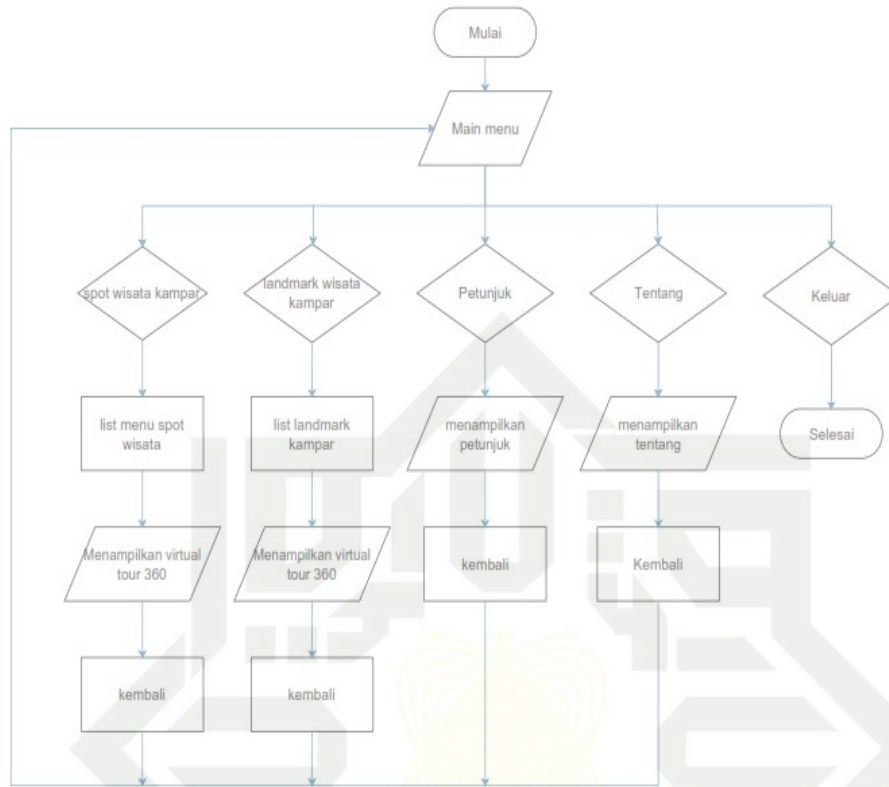 Mulai
Main menu
spot wisata kampar
landmark wisata
kampar
Petunjuk
Tentang
Keluar
list menu spot
wisata
list landmark
kampar
menampilkan
petunjuk
menampilkan
tentang
Selesai
Menampilkan virtual
tour 360
Menampilkan virtual
tour 360
kembali
Kembali
kembali
kembali